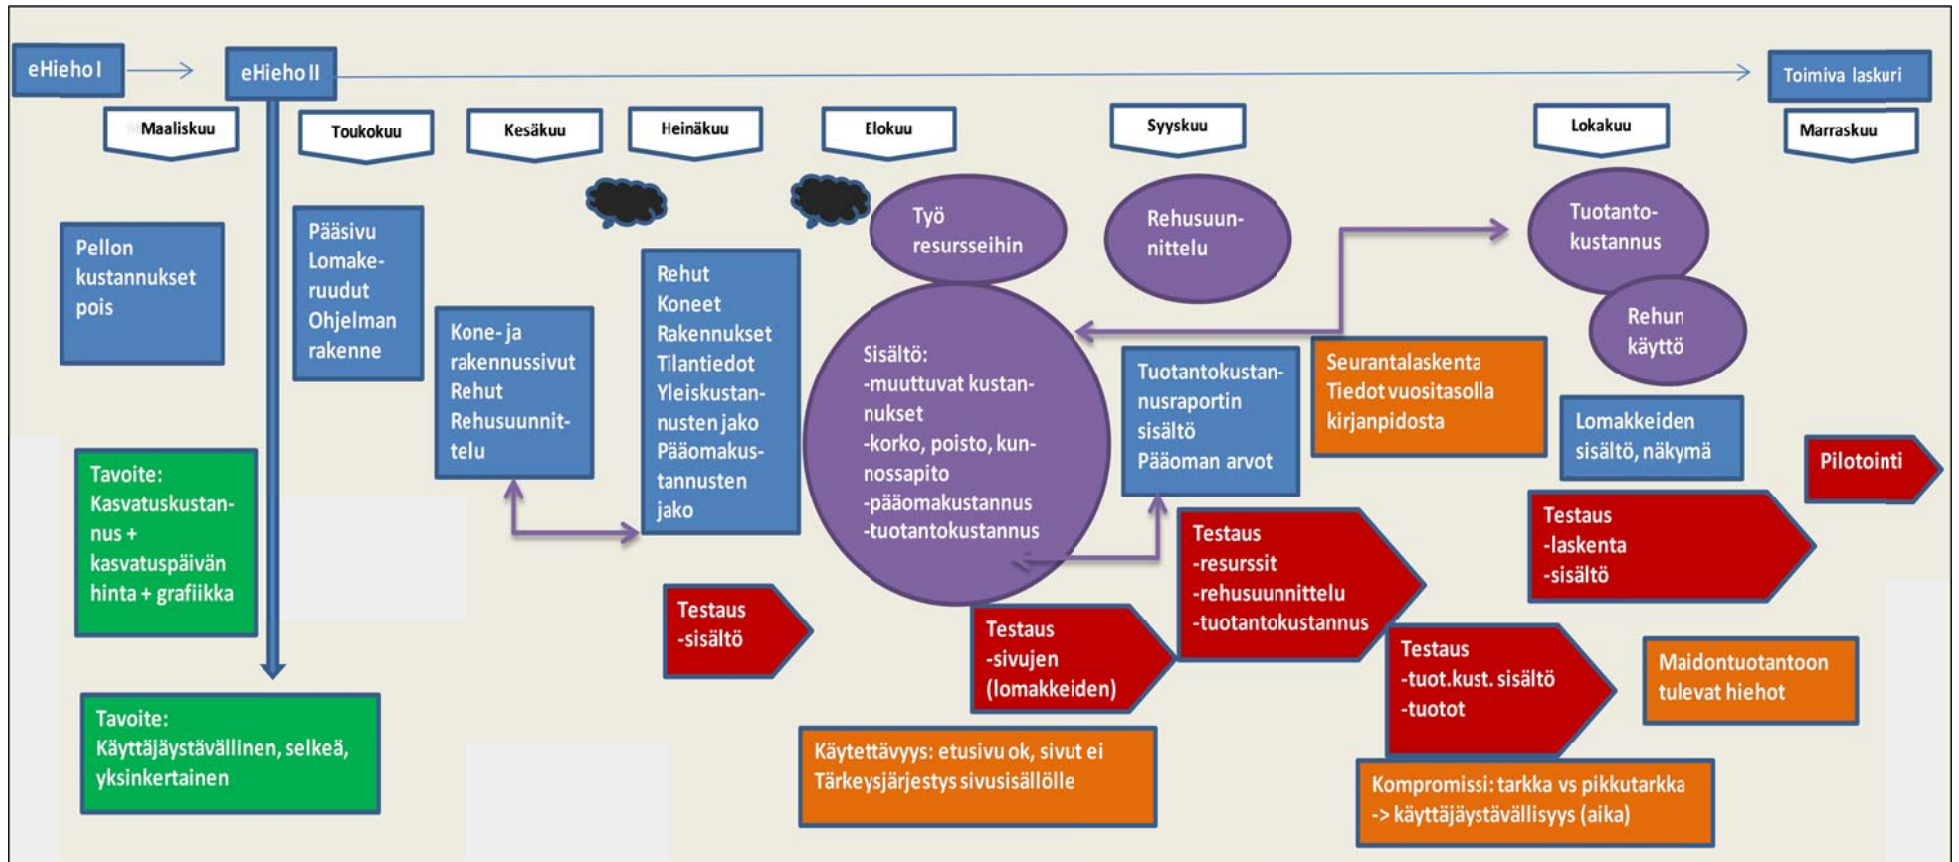 eHieho I
eHieho II
Toimiva laskuri
Maaliskuu
Toukokuu
Kesäkuu
Heinäkuu
Elokuu
Syyskuu
Lokakuu
Marraskuu
Pellon
kustannukset
pois
Tavoite:
Kasvatuskustan-
nus +
kasvatuspäivän
hinta + grafiikka
Tavoite:
Käyttäjäystävällinen, selkeä,
yksinkertainen
Pääsivu
Lomake-
ruudut
Ohjelman
rakenne
Kone- ja
rakennussivut
Rehut
Rehusuunnit-
telu
Rehut
Koneet
Rakennukset
Tilantiedot
Yleiskustan-
nusten jako
Pääomakus-
tannusten
jako
Testaus
-sisältö
Työ
resursseihin
Sisältö:
-muuttuvat kustan-
nukset
-korko, poisto, kun-
nossapito
-pääomakustannus
-tuotantokustannus
Testaus
-sivujen
(lomakkeiden)
Käytettävyys: etusivu ok, sivut ei
Tärkeysjärjestys sivusisällölle
Rehusuun-
nittelu
Tuotantokustan-
nusraportin
sisältö
Pääoman arvot
Testaus
-resurssit
-rehusuunnittelu
-tuotantokustannus
Seurantalaskenta
Tiedot vuositasolla
kirjanpidosta
Testaus
-tuot.kust. sisältö
-tuotot
Kompromissi: tarkka vs pikkutarkka
-> käyttäjäystävällisyys (aika)
Tuotanto-
kustannus
Rehun
käyttö
Lomakkeiden
sisältö, näkymä
Testaus
-laskenta
-sisältö
Maidontuotantoon
tulevat hiehot
Pilotointi